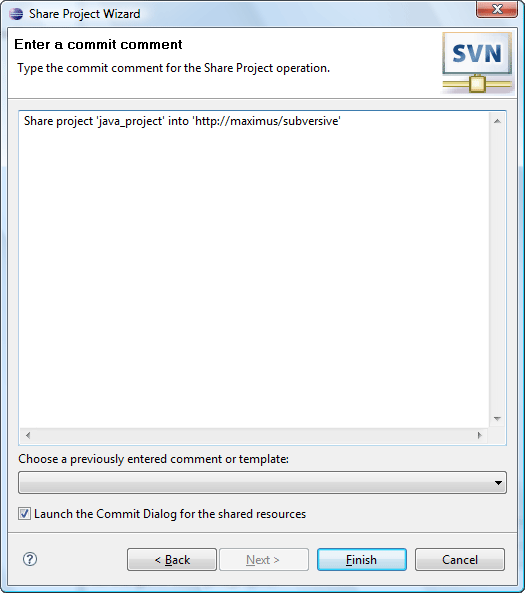 Share Project Wizard
Enter a commit comment
Type the commit comment for the Share Project operation.
SVN
Share project 'java_project' into 'http://maximus/subversive'
Choose a previously entered comment or template:
Launch the Commit Dialog for the shared resources
? < Back Next > Finish Cancel